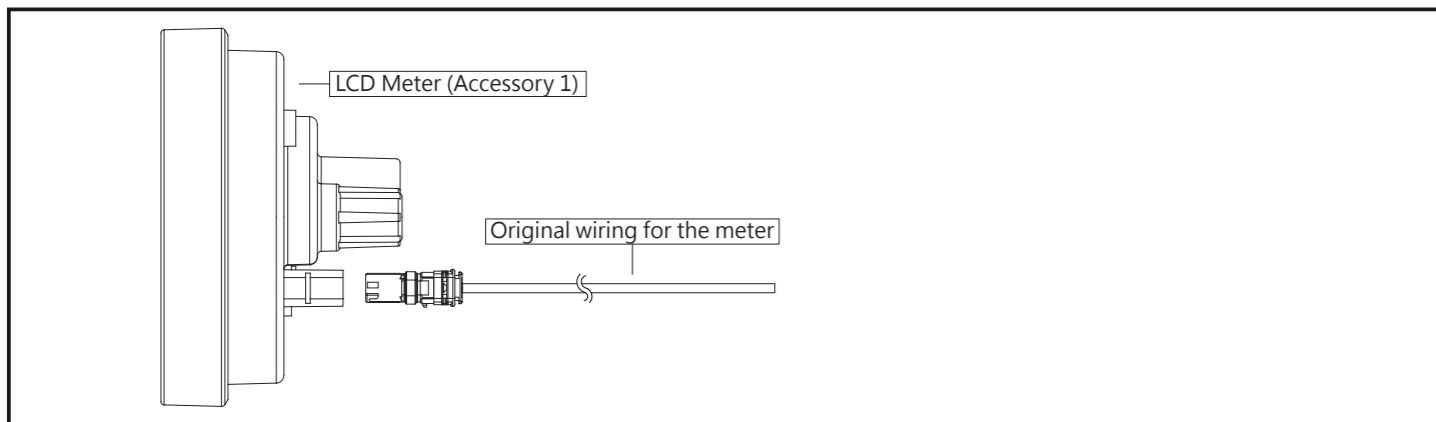 LCD Meter (Accessory 1)
Original wiring for the meter